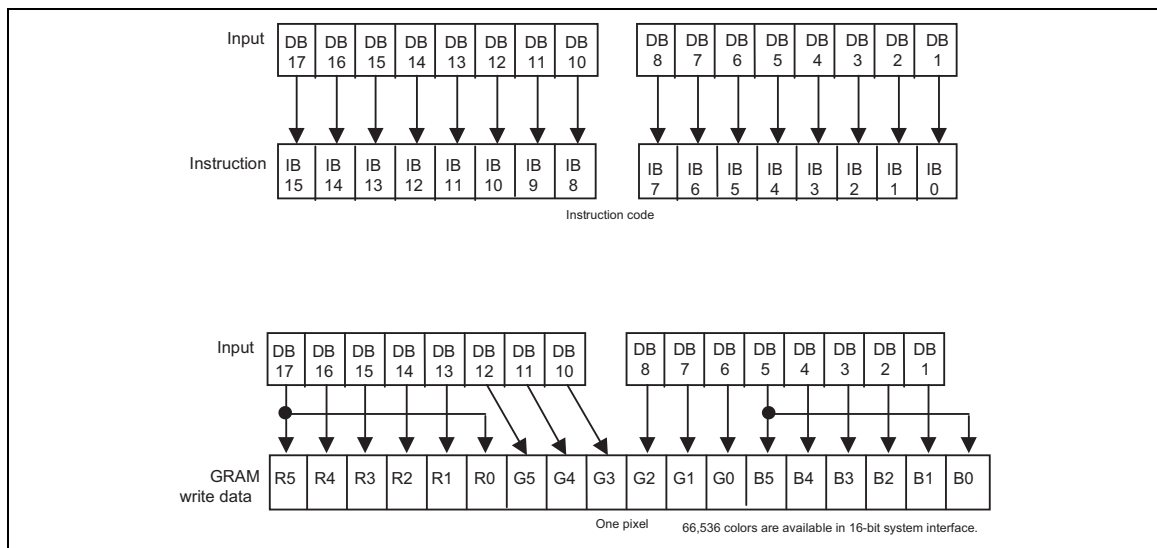 Input DB 17 DB 16 DB 15 DB 14 DB 13 DB 12 DB 11 DB 10 DB 8 DB 7 DB 6 DB 5 DB 4 DB 3 DB 2 DB 1
Instruction IB 15 IB 14 IB 13 IB 12 IB 11 IB 10 IB 9 IB 8 IB 7 IB 6 IB 5 IB 4 IB 3 IB 2 IB 1 IB 0
Instruction code
Input DB 17 DB 16 DB 15 DB 14 DB 13 DB 12 DB 11 DB 10 DB 8 DB 7 DB 6 DB 5 DB 4 DB 3 DB 2 DB 1
GRAM write data R5 R4 R3 R2 R1 R0 G5 G4 G3 G2 G1 G0 B5 B4 B3 B2 B1 B0
One pixel 66,536 colors are available in 16-bit system interface.